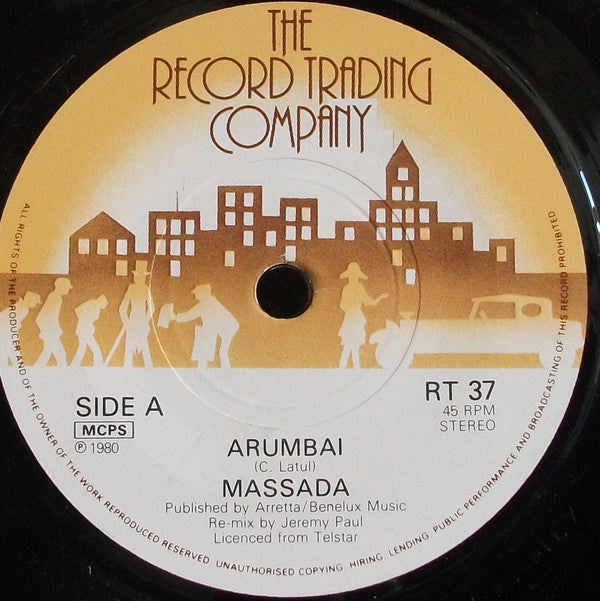 THE
RECORD TRADING
COMPANY
SIDE A
MCPS
℗ 1980
RT 37
45 RPM
STEREO
ARUMBAI
(C. Latul)
MASSADA
Published by Arretta/Benelux Music
Re-mix by Jeremy Paul
Licenced from Telstar
ALL RIGHTS OF THE PRODUCER AND OF THE OWNER OF THE WORK REPRODUCED RESERVED. UNAUTHORISED COPYING, HIRING, LENDING, PUBLIC PERFORMANCE AND BROADCASTING OF THIS RECORD PROHIBITED